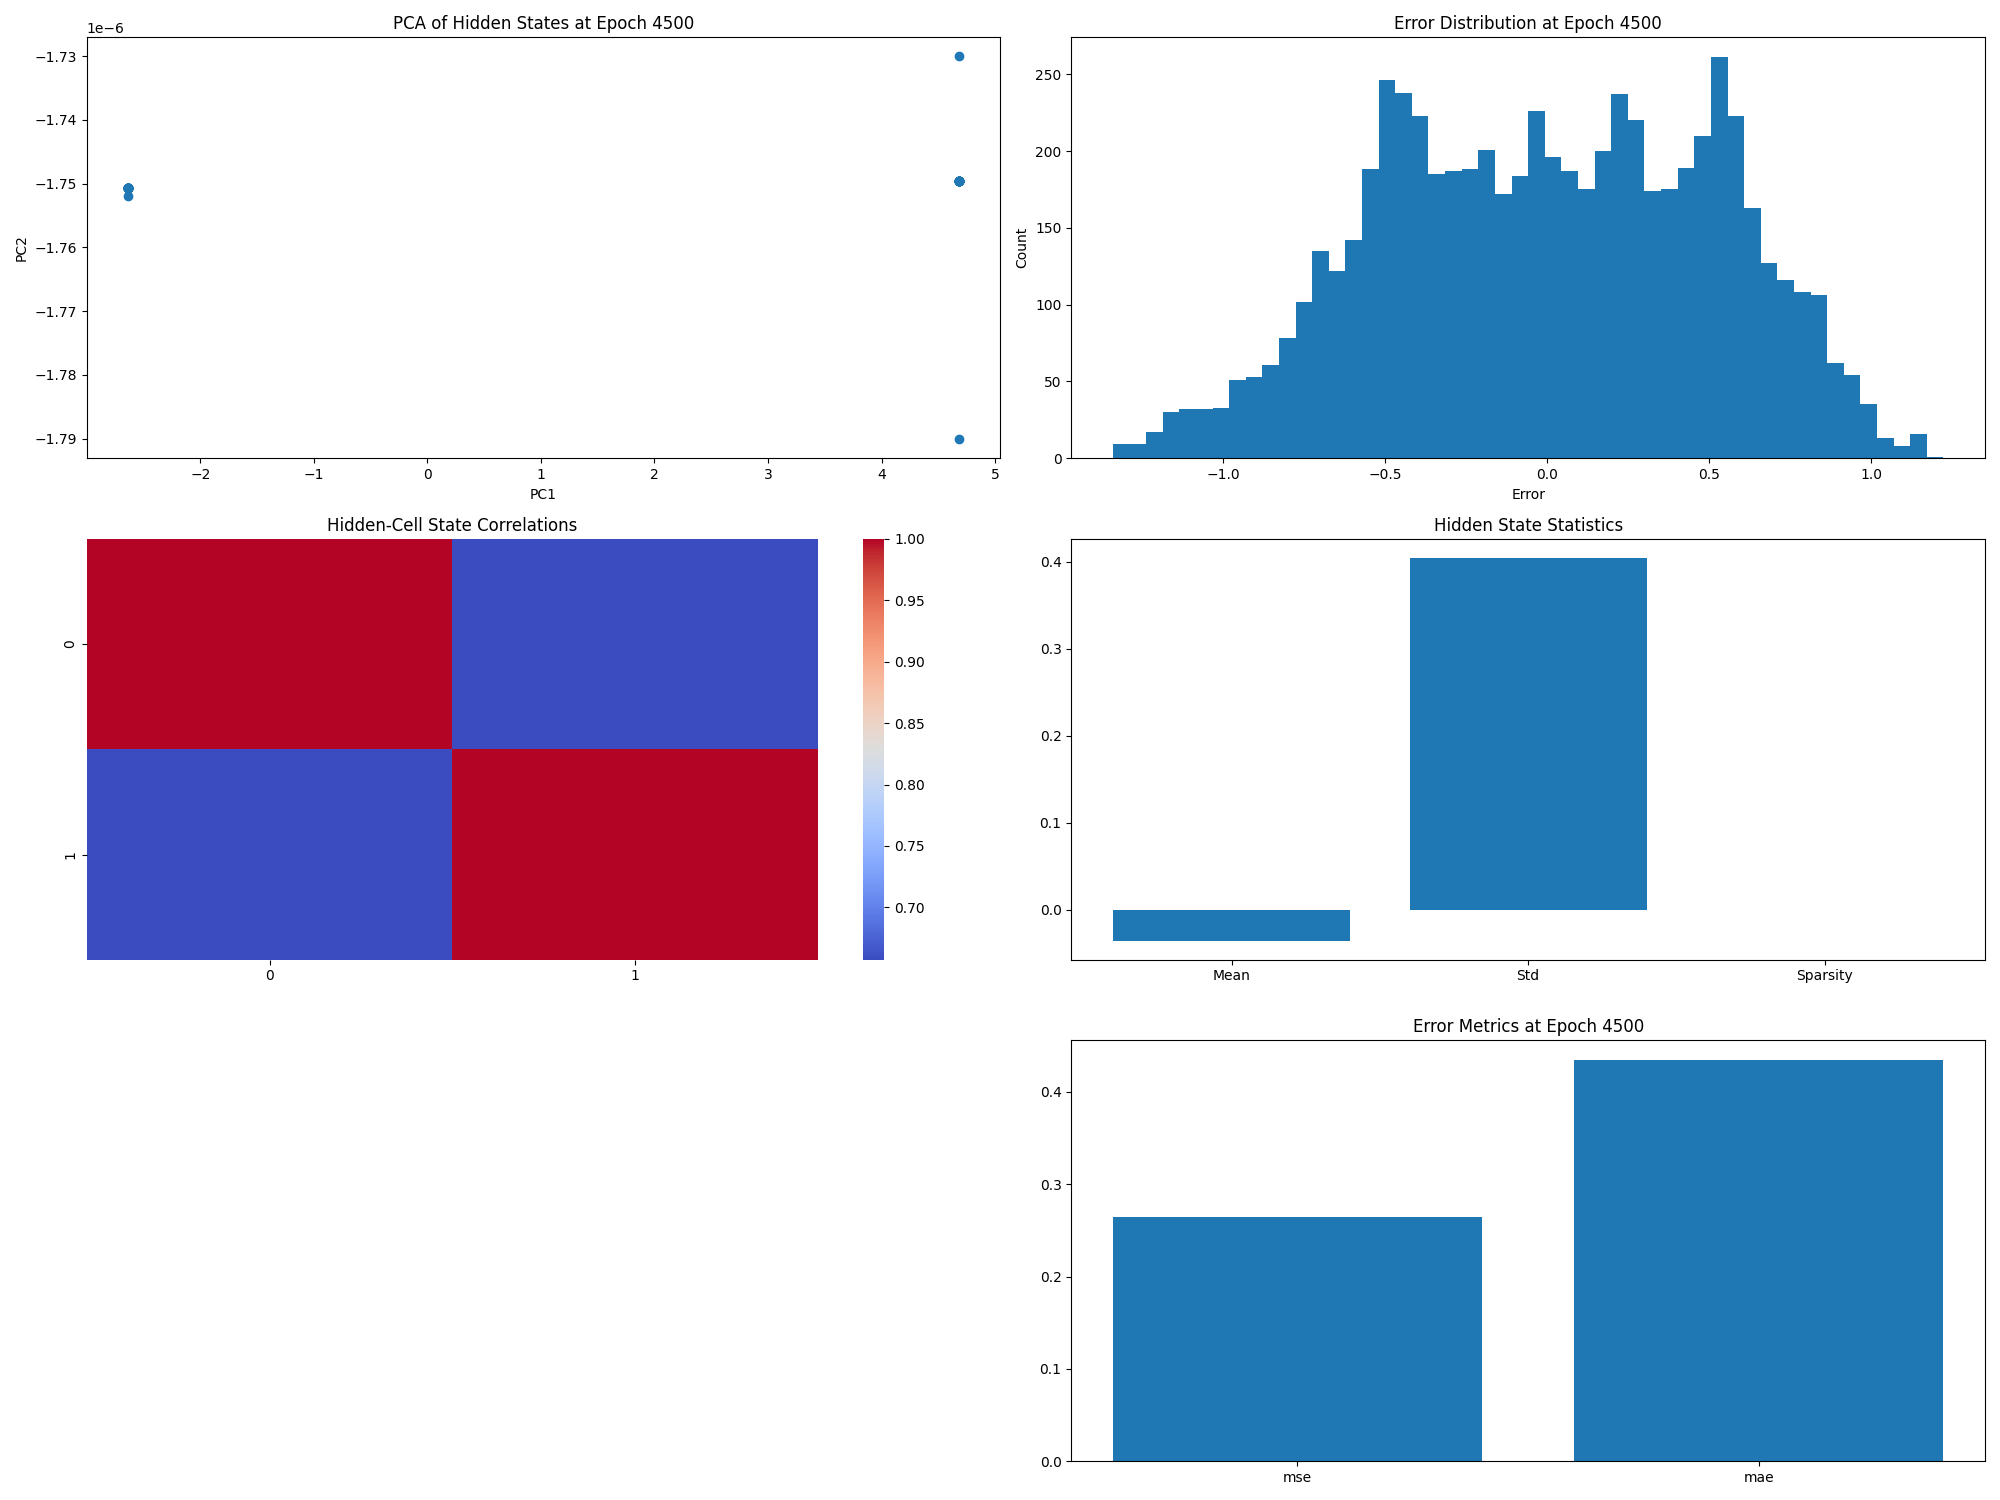 PCA of Hidden States at Epoch 4500
1e−6
−1.73
−1.74
−1.75
−1.76
−1.77
−1.78
−1.79
PC2
−2 −1 0 1 2 3 4 5
PC1
Error Distribution at Epoch 4500
250
200
150
100
50
0
Count
−1.0 −0.5 0.0 0.5 1.0
Error
Hidden-Cell State Correlations
0
1
0 1
1.00
0.95
0.90
0.85
0.80
0.75
0.70
Hidden State Statistics
0.4
0.3
0.2
0.1
0.0
Mean Std Sparsity
Error Metrics at Epoch 4500
0.4
0.3
0.2
0.1
0.0
mse mae